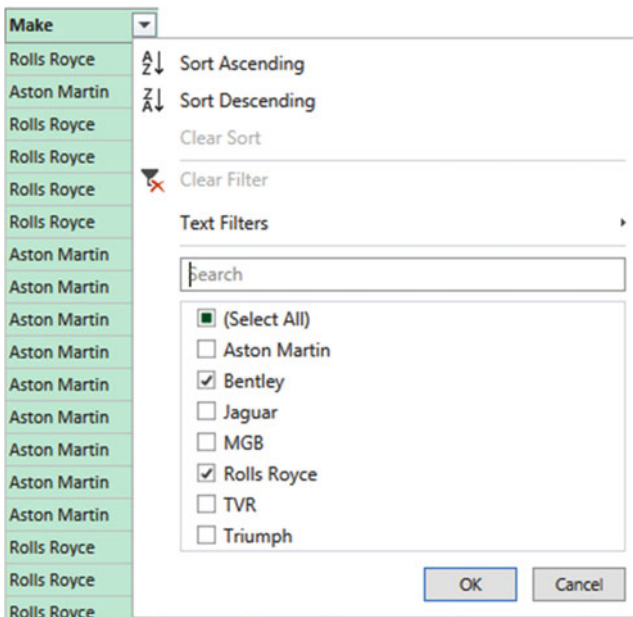 Make
Rolls Royce
Aston Martin
Rolls Royce
Rolls Royce
Rolls Royce
Rolls Royce
Aston Martin
Aston Martin
Aston Martin
Aston Martin
Aston Martin
Aston Martin
Aston Martin
Aston Martin
Aston Martin
Rolls Royce
Rolls Royce
Rolls Royce
A
Z
Sort Ascending
Z
A
Sort Descending
Clear Sort
Clear Filter
Text Filters
Search
(Select All)
Aston Martin
Bentley
Jaguar
MGB
Rolls Royce
TVR
Triumph
OK
Cancel